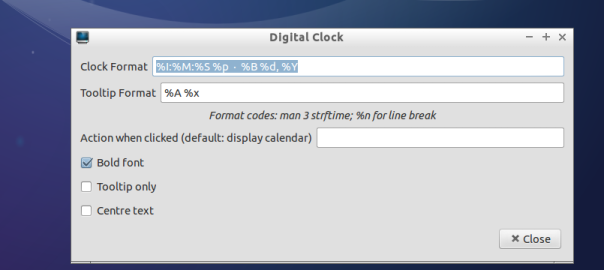 Digital Clock
Clock Format %I:%M:%S %p - %B %d, %Y
Tooltip Format %A %x
Format codes: man 3 strftime; %n for line break
Action when clicked (default: display calendar)
Bold font
Tooltip only
Centre text
Close